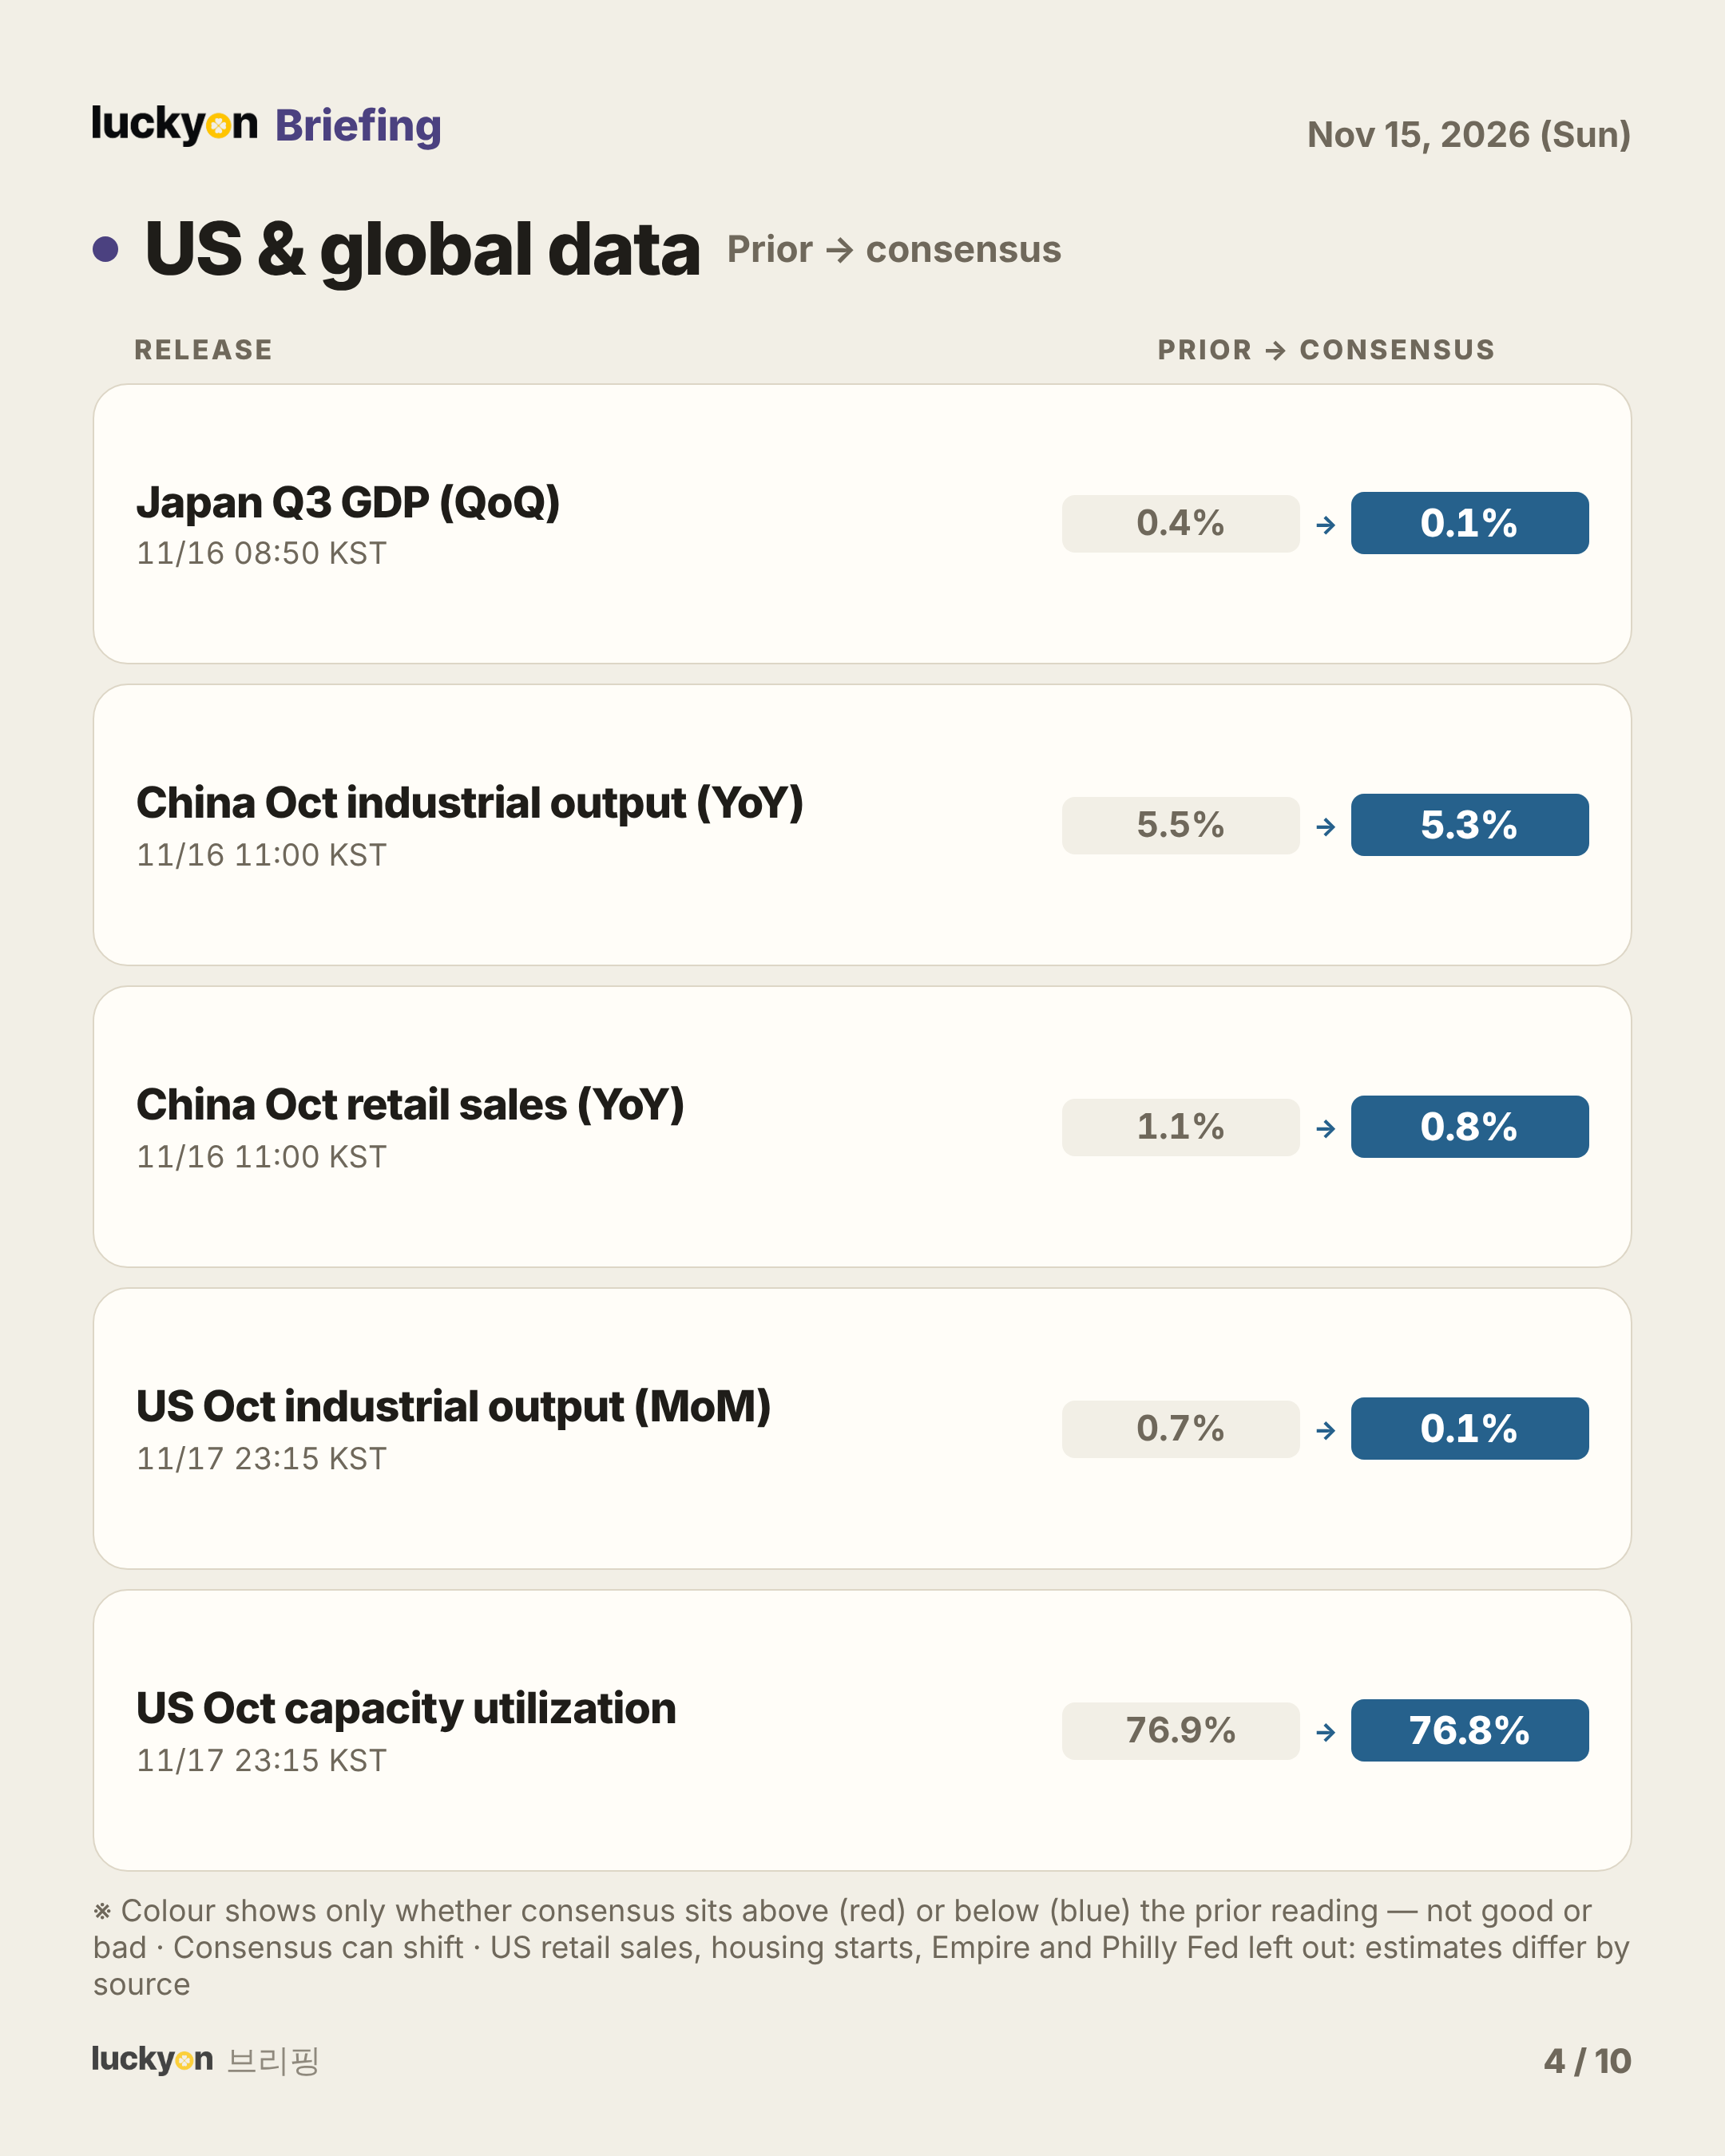 luckyon Briefing
Nov 15, 2026 (Sun)
US & global data Prior → consensus
RELEASE
PRIOR → CONSENSUS
Japan Q3 GDP (QoQ)
11/16 08:50 KST
0.4% → 0.1%
China Oct industrial output (YoY)
11/16 11:00 KST
5.5% → 5.3%
China Oct retail sales (YoY)
11/16 11:00 KST
1.1% → 0.8%
US Oct industrial output (MoM)
11/17 23:15 KST
0.7% → 0.1%
US Oct capacity utilization
11/17 23:15 KST
76.9% → 76.8%
※ Colour shows only whether consensus sits above (red) or below (blue) the prior reading — not good or
bad · Consensus can shift · US retail sales, housing starts, Empire and Philly Fed left out: estimates differ by
source
luckyon 브리핑
4 / 10